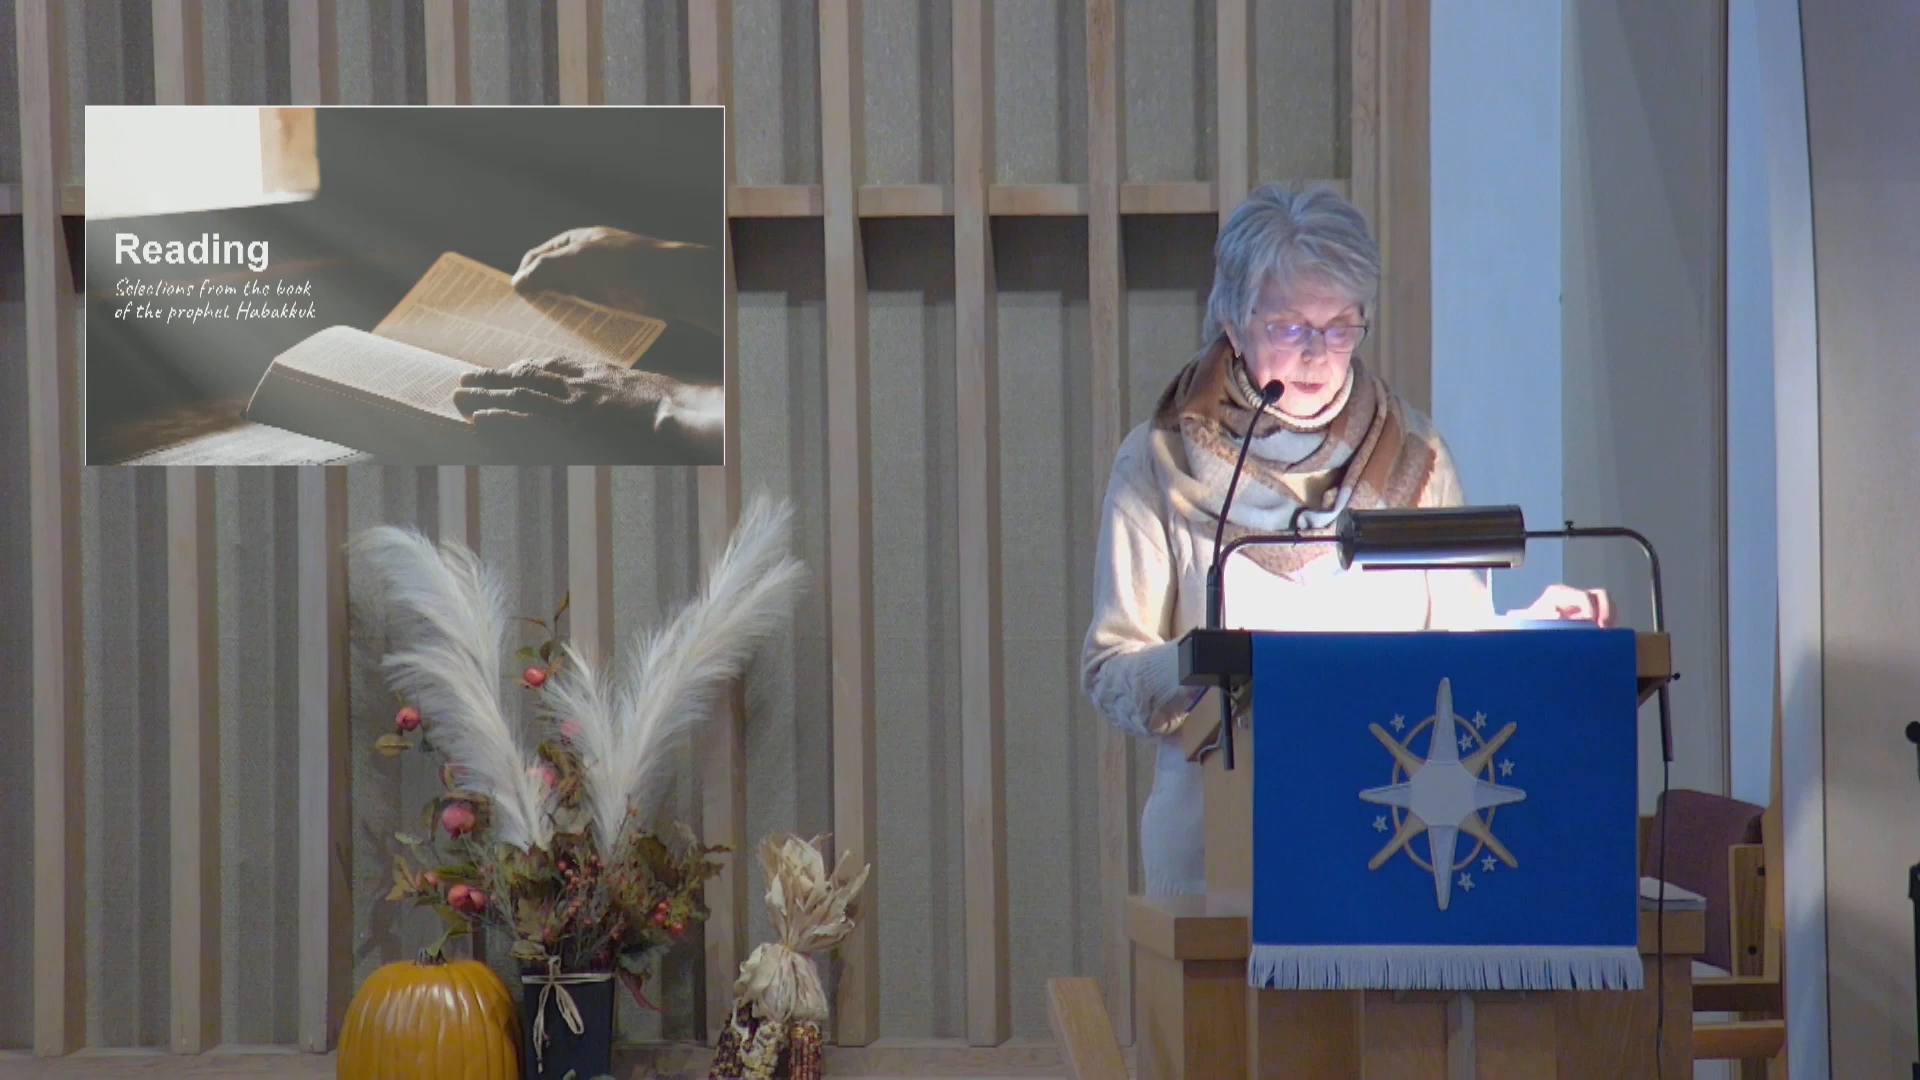 Reading
Selections from the book
of the prophet Habakkuk